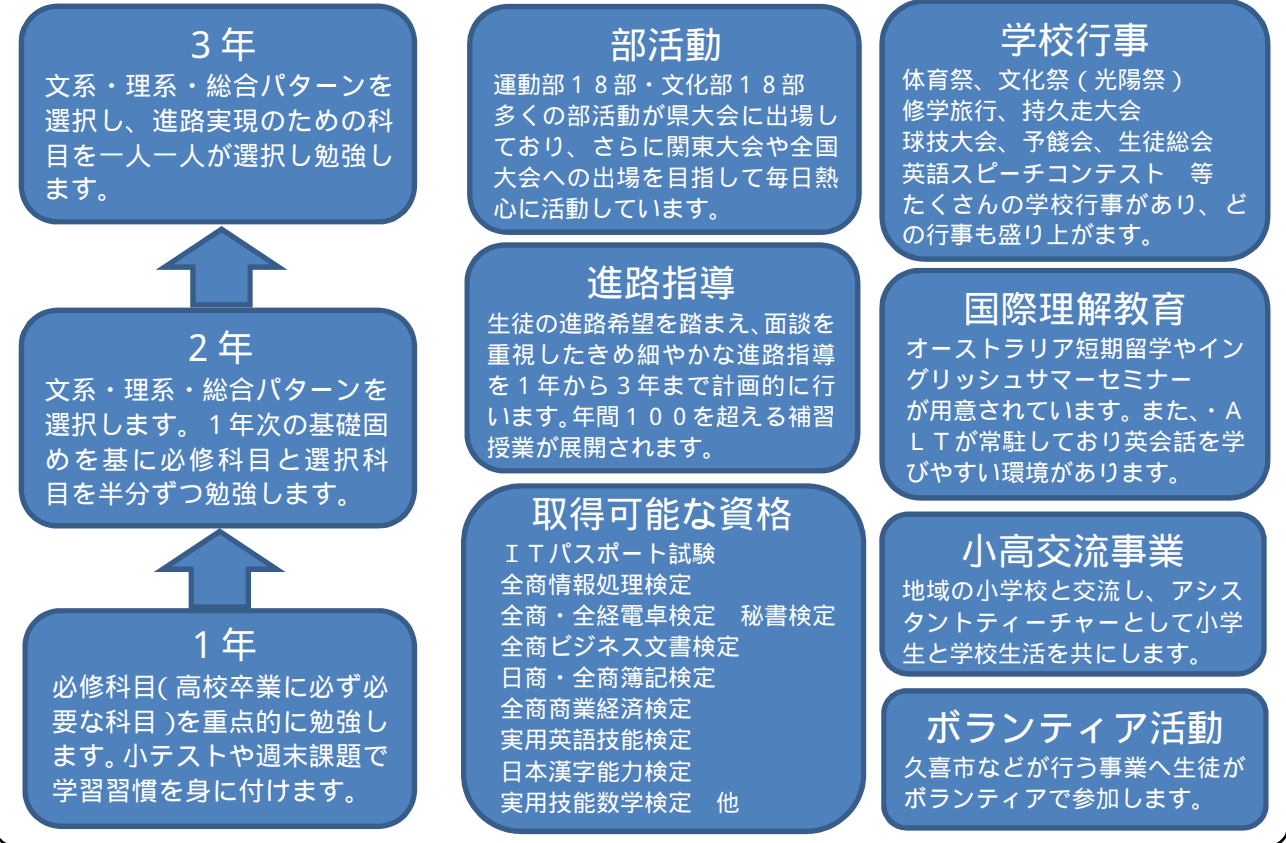 ３年
文系・理系・総合パターンを
選択し、進路実現のための科
目を一人一人が選択し勉強し
ます。
２年
文系・理系・総合パターンを
選択します。１年次の基礎固
めを基に必修科目と選択科
目を半分ずつ勉強します。
１年
必修科目(高校卒業に必ず必
要な科目)を重点的に勉強し
ます。小テストや週末課題で
学習習慣を身に付けます。
部活動
運動部１８部・文化部１８部
多くの部活動が県大会に出場し
ており、さらに関東大会や全国
大会への出場を目指して毎日熱
心に活動しています。
進路指導
生徒の進路希望を踏まえ、面談を
重視したきめ細やかな進路指導
を１年から３年まで計画的に行
います。年間１００を超える補習
授業が展開されます。
取得可能な資格
ＩＴパスポート試験
全商情報処理検定
全商・全経電卓検定　秘書検定
全商ビジネス文書検定
日商・全商簿記検定
全商商業経済検定
実用英語技能検定
日本漢字能力検定
実用技能数学検定　他
学校行事
体育祭、文化祭(光陽祭)
修学旅行、持久走大会
球技大会、予餞会、生徒総会
英語スピーチコンテスト　等
たくさんの学校行事があり、ど
の行事も盛り上がます。
国際理解教育
オーストラリア短期留学やイン
グリッシュサマーセミナー
が用意されています。また、・Ａ
ＬＴが常駐しており英会話を学
びやすい環境があります。
小高交流事業
地域の小学校と交流し、アシス
タントティーチャーとして小学
生と学校生活を共にします。
ボランティア活動
久喜市などが行う事業へ生徒が
ボランティアで参加します。